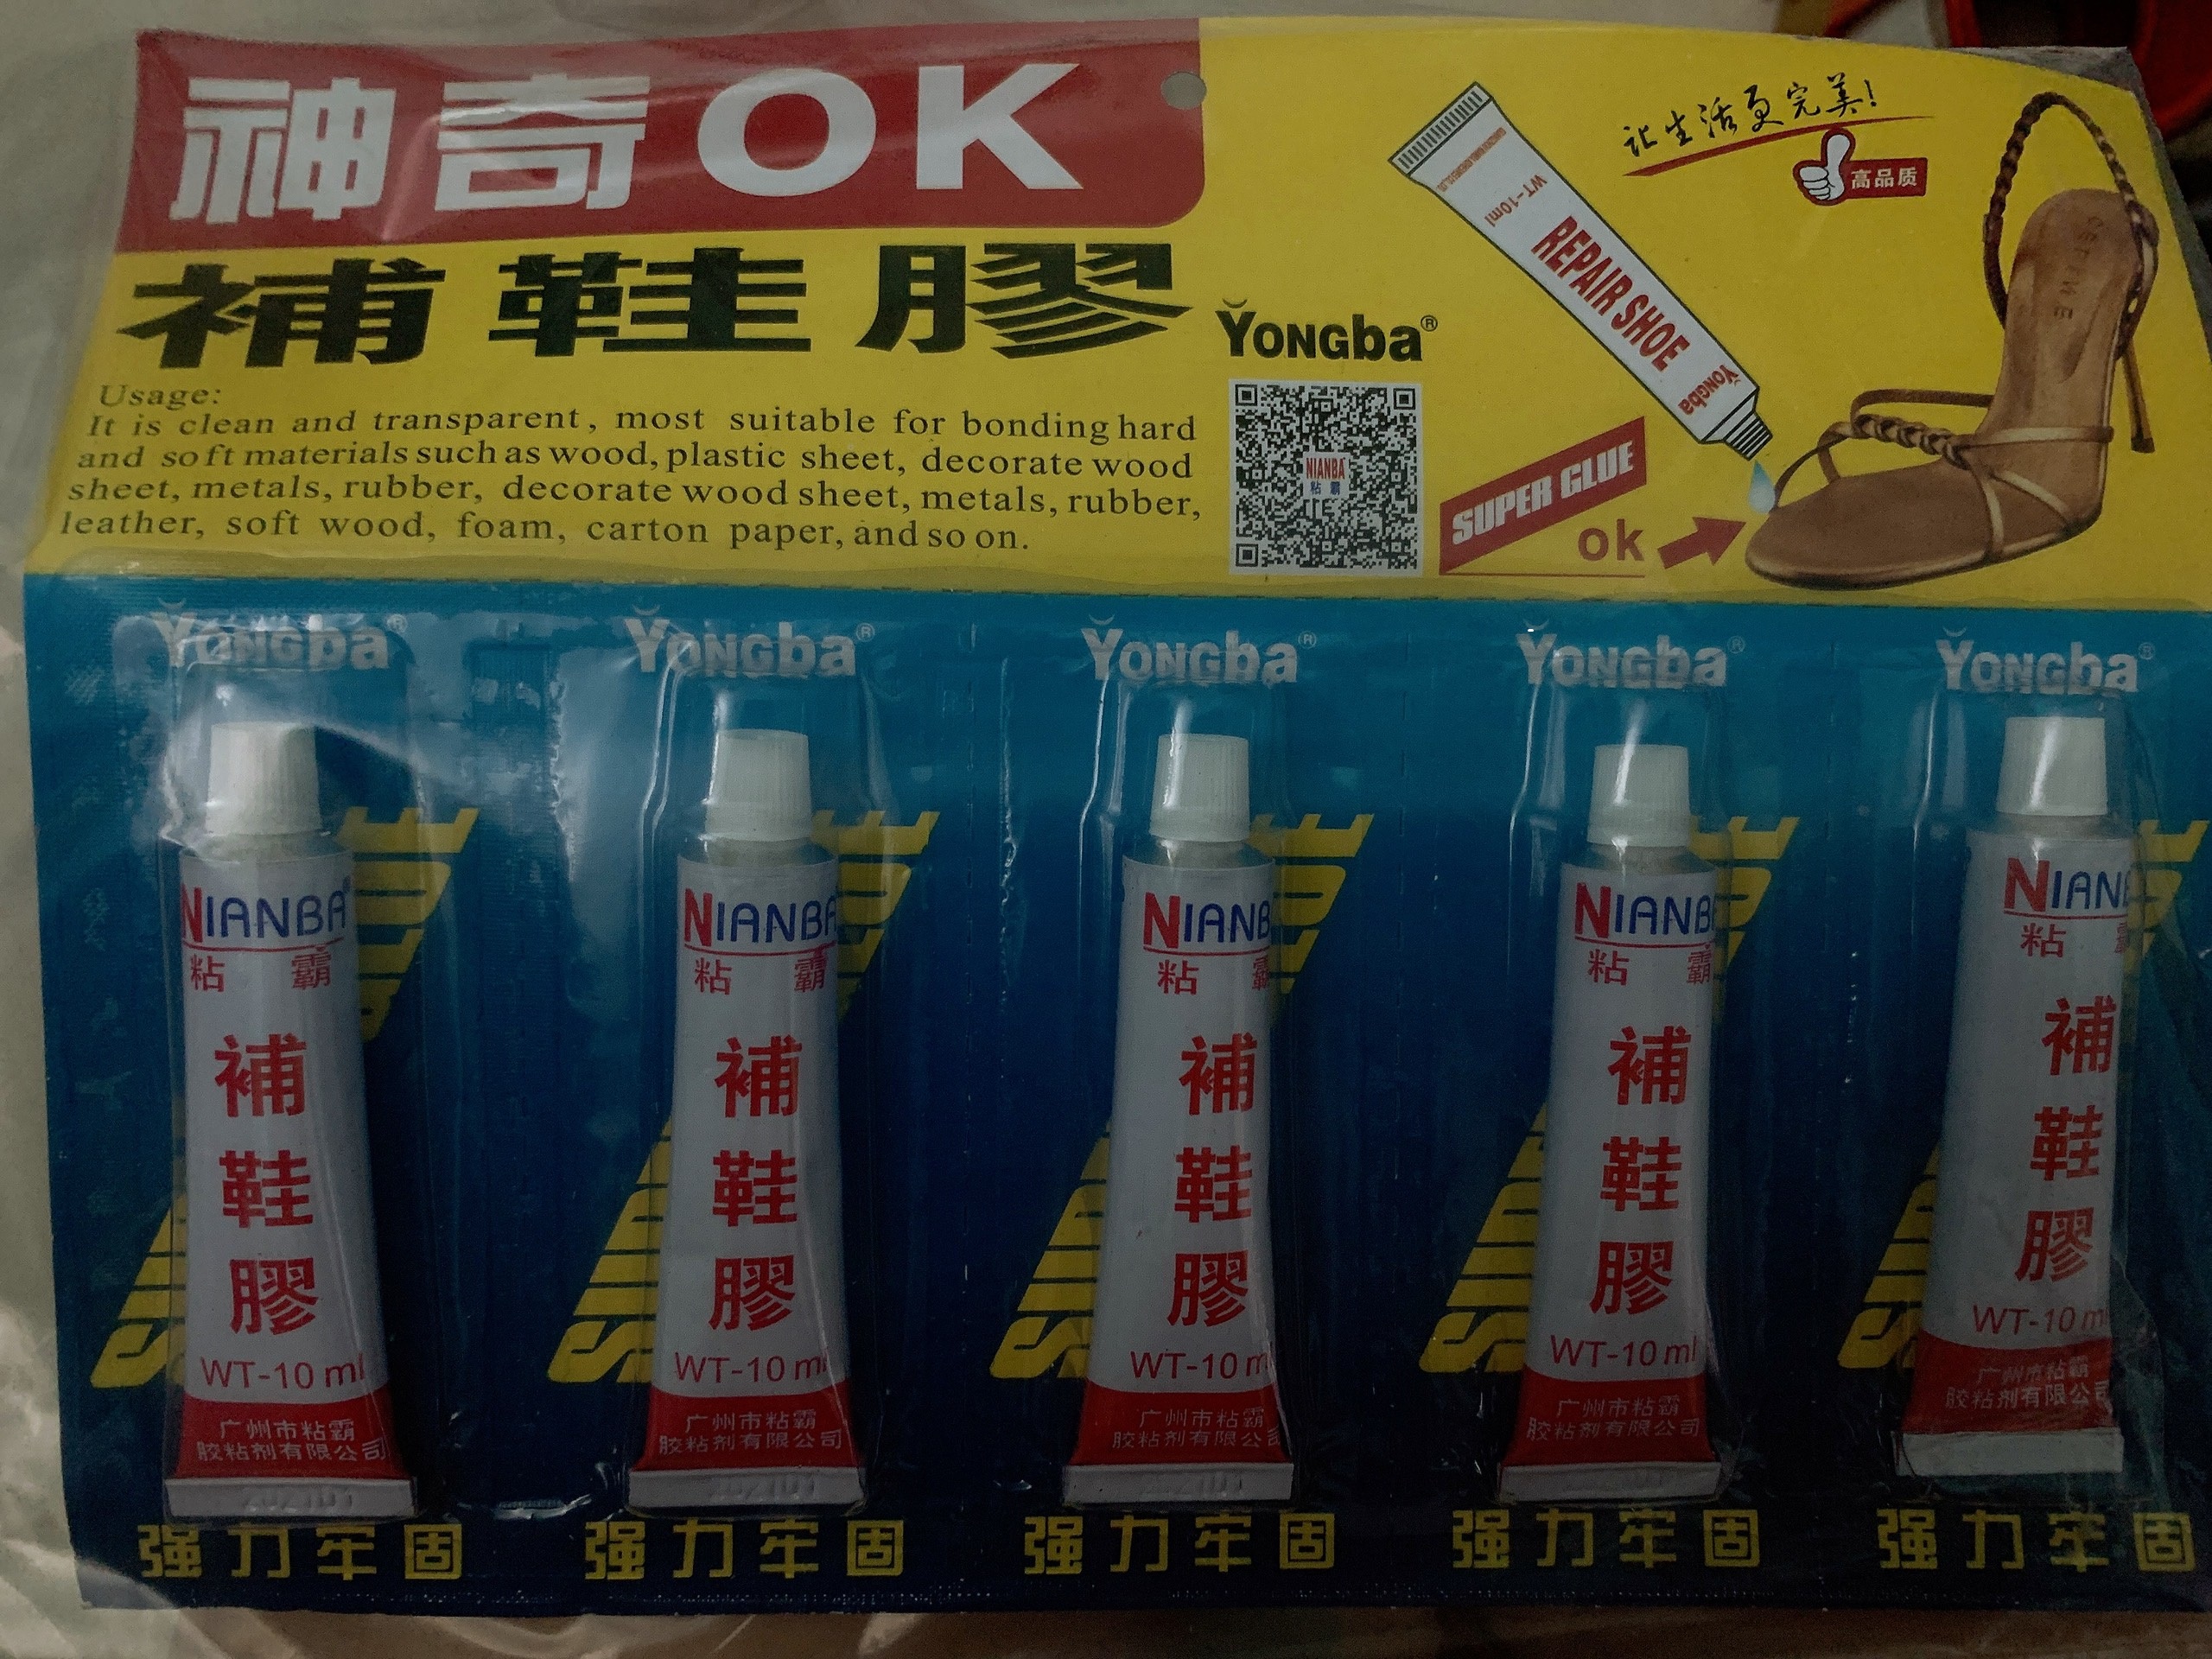 神奇OK
補鞋膠
Usage:
It is clean and transparent, most suitable for bonding hard
and soft materials such as wood, plastic sheet, decorate wood
sheet, metals, rubber, decorate wood sheet, metals, rubber,
leather, soft wood, foam, carton paper, and so on.
YONGba®
NIANBA
粘霸
WT-10ml
REPAIR SHOE
YONGba
让生活更完美!
高品质
SUPER GLUE
ok
YONGba®
YONGba®
YONGba®
YONGba®
YONGba®
NIANBA
粘 霸
補
鞋
膠
WT-10 ml
广州市粘霸
胶粘剂有限公司
NIANBA
粘 霸
補
鞋
膠
WT-10 ml
广州市粘霸
胶粘剂有限公司
NIANB
粘 霸
補
鞋
膠
WT-10 m
广州市粘霸
胶粘剂有限公司
NIANB
粘 霸
補
鞋
膠
WT-10 ml
广州市粘霸
胶粘剂有限公司
NIAN
粘
補
鞋
膠
WT-10 m
广州市粘霸
胶粘剂有限公司
强力牢固
强力牢固
强力牢固
强力牢固
强力牢固